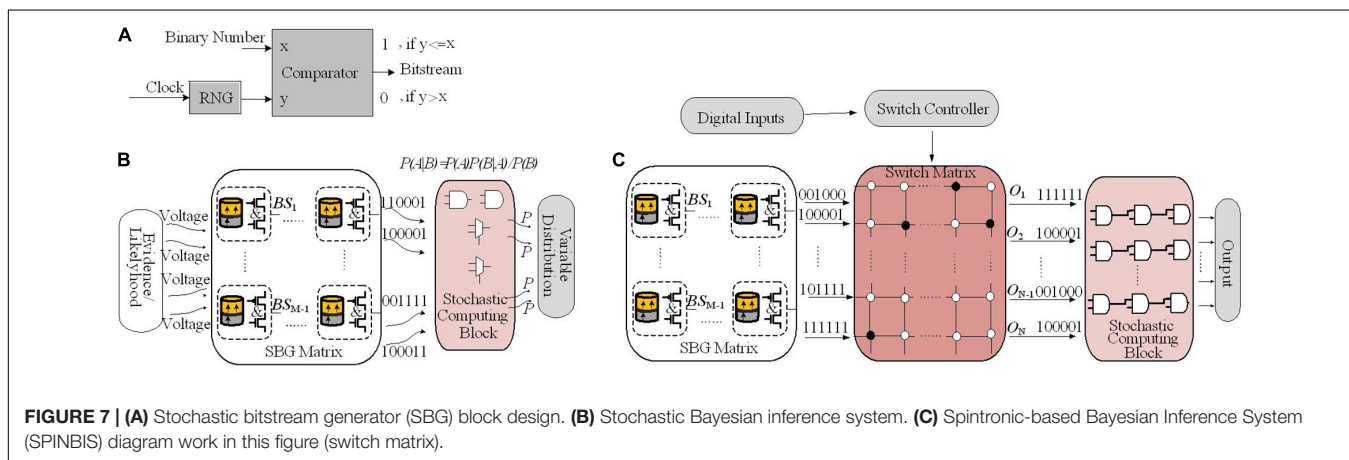 A
Binary Number
x
1 , if y<=x
Comparator
Bitstream
Clock
RNG
y
0 , if y>x
B
P(A|B)=P(A)P(B|A)/P(B)
Evidence/
Likelyhood
Voltage
Voltage
Voltage
Voltage
&
BS1
......
&
&
BSM-1
......
&
SBG Matrix
110001
100001
001111
100011
Stochastic
Computing
Block
P
P
P
P
Variable
Distribution
C
Digital Inputs
Switch Controller
&
BS1
......
&
&
BSM-1
......
&
SBG Matrix
001000
100001
101111
111111
Switch Matrix
O1 111111
O2 100001
ON-1 001000
ON 100001
Stochastic
Computing
Block
Output
FIGURE 7 | (A) Stochastic bitstream generator (SBG) block design. (B) Stochastic Bayesian inference system. (C) Spintronic-based Bayesian Inference System
(SPINBIS) diagram work in this figure (switch matrix).